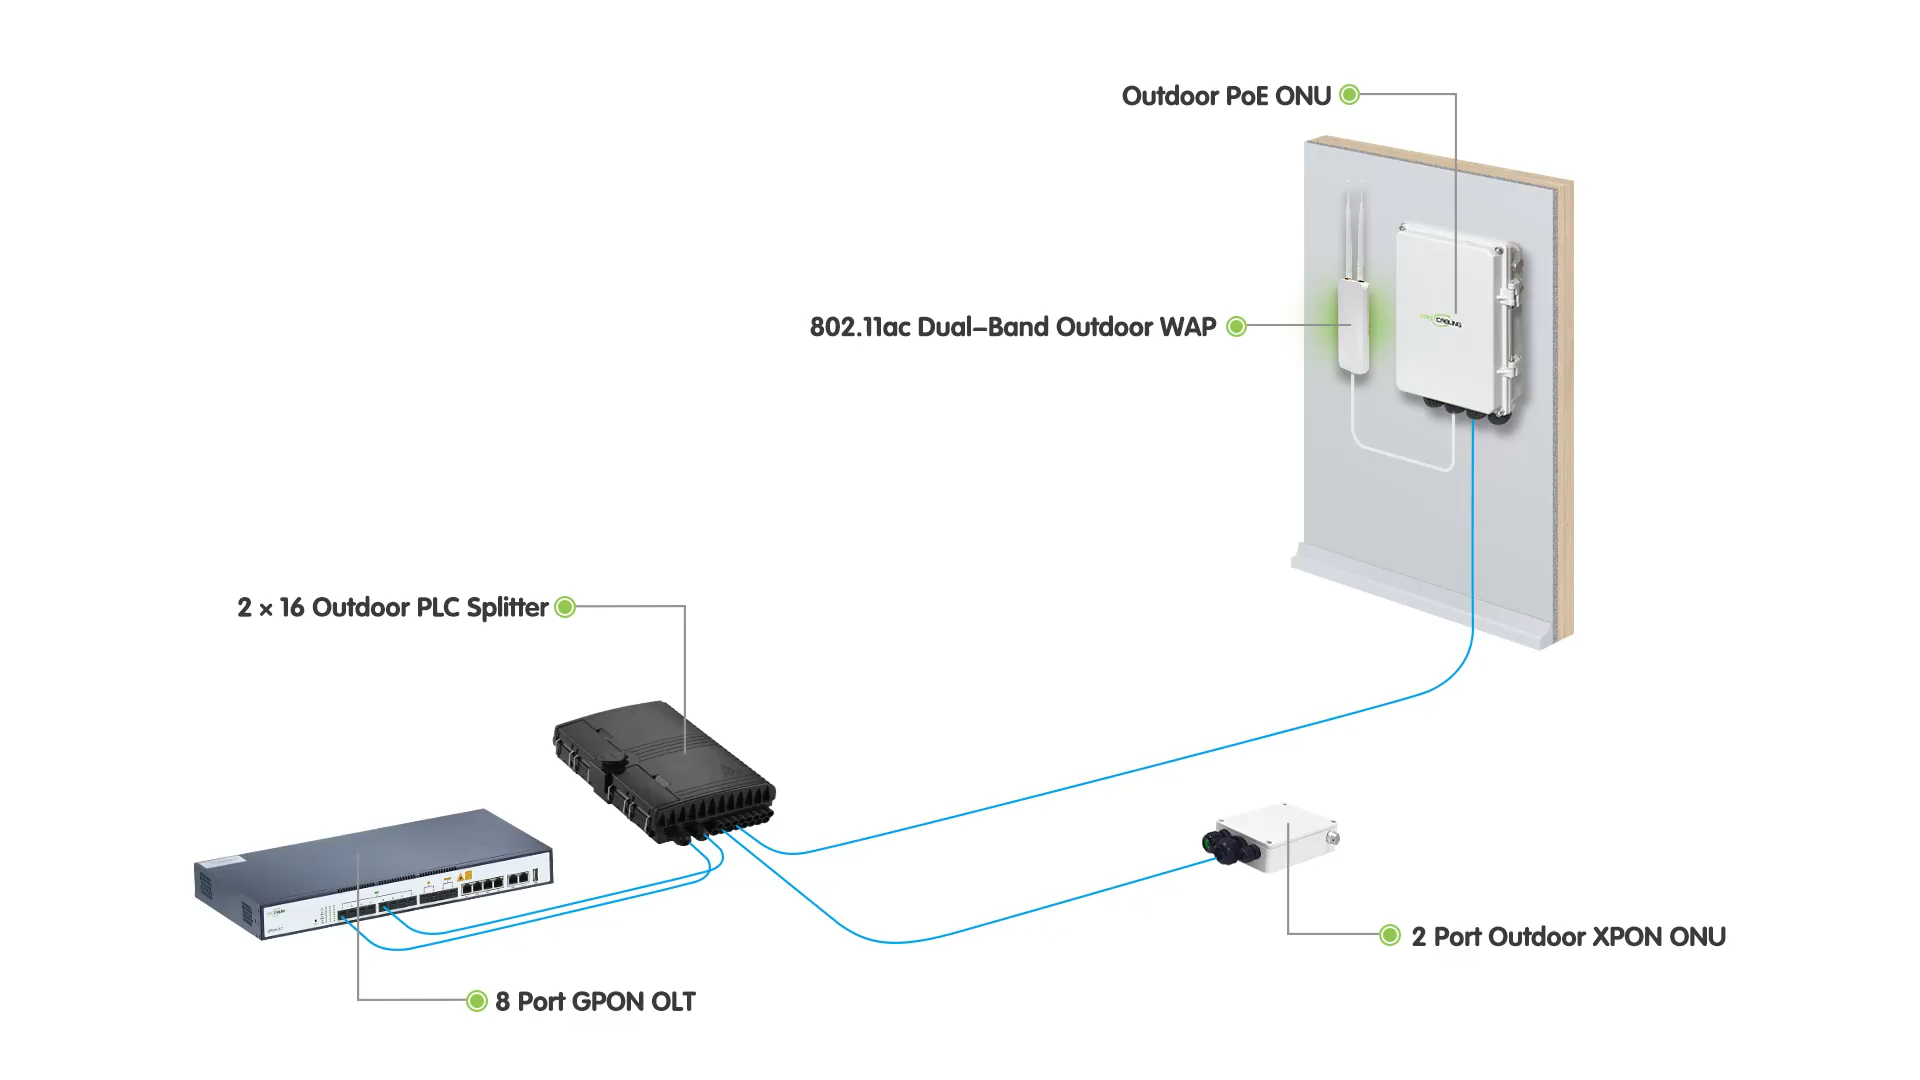 Outdoor PoE ONU
802.11ac Dual-Band Outdoor WAP
CABLING
2 × 16 Outdoor PLC Splitter
2 Port Outdoor XPON ONU
8 Port GPON OLT